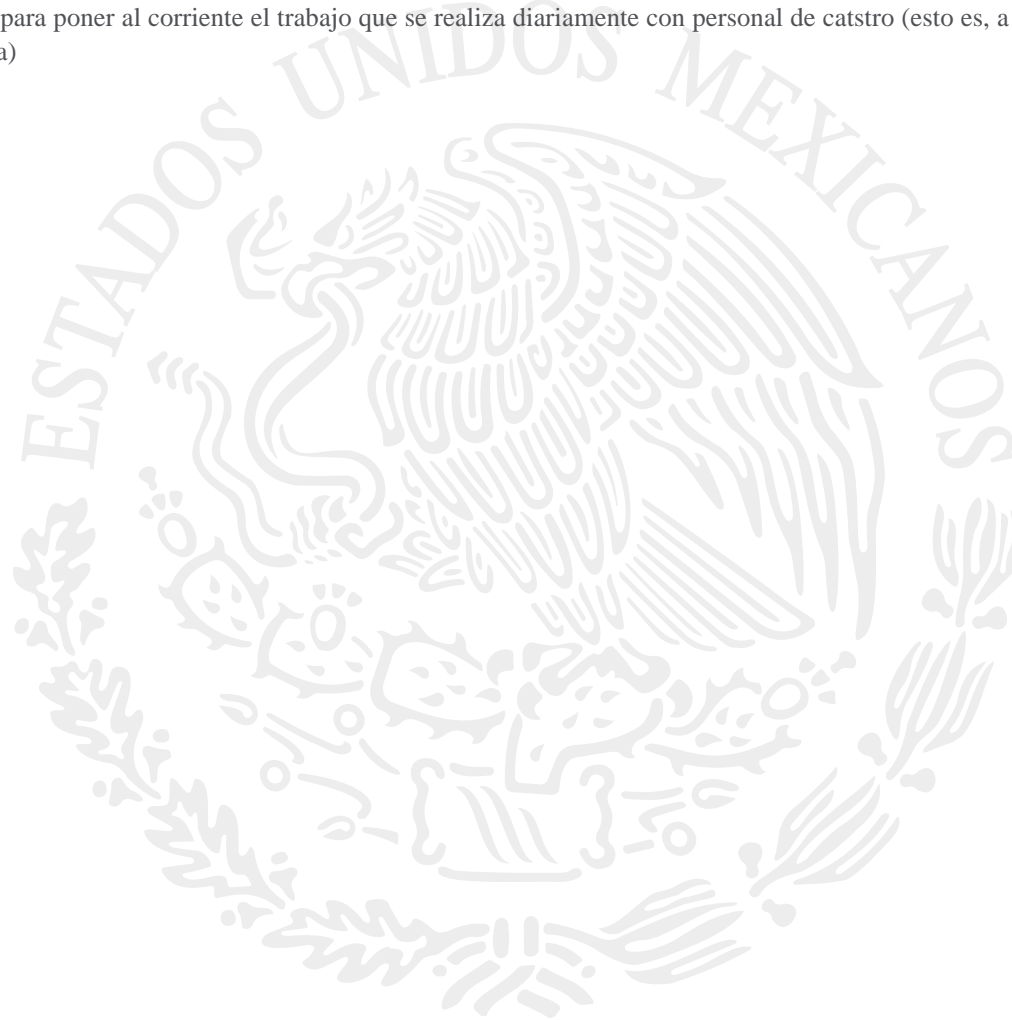 para poner al corriente el trabajo que se realiza diariamente con personal de catstro (esto es, a
a)
ESTADOS UNIDOS MEXICANOS